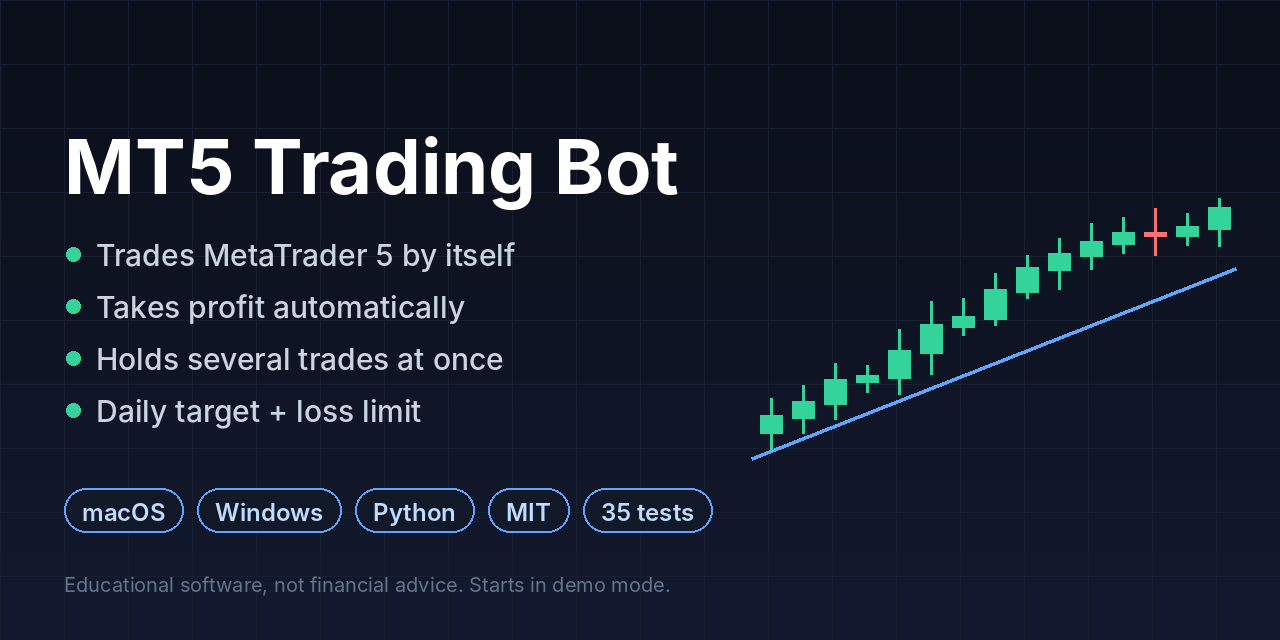 MT5 Trading Bot
Trades MetaTrader 5 by itself
Takes profit automatically
Holds several trades at once
Daily target + loss limit
macOS Windows Python MIT 35 tests
Educational software, not financial advice. Starts in demo mode.